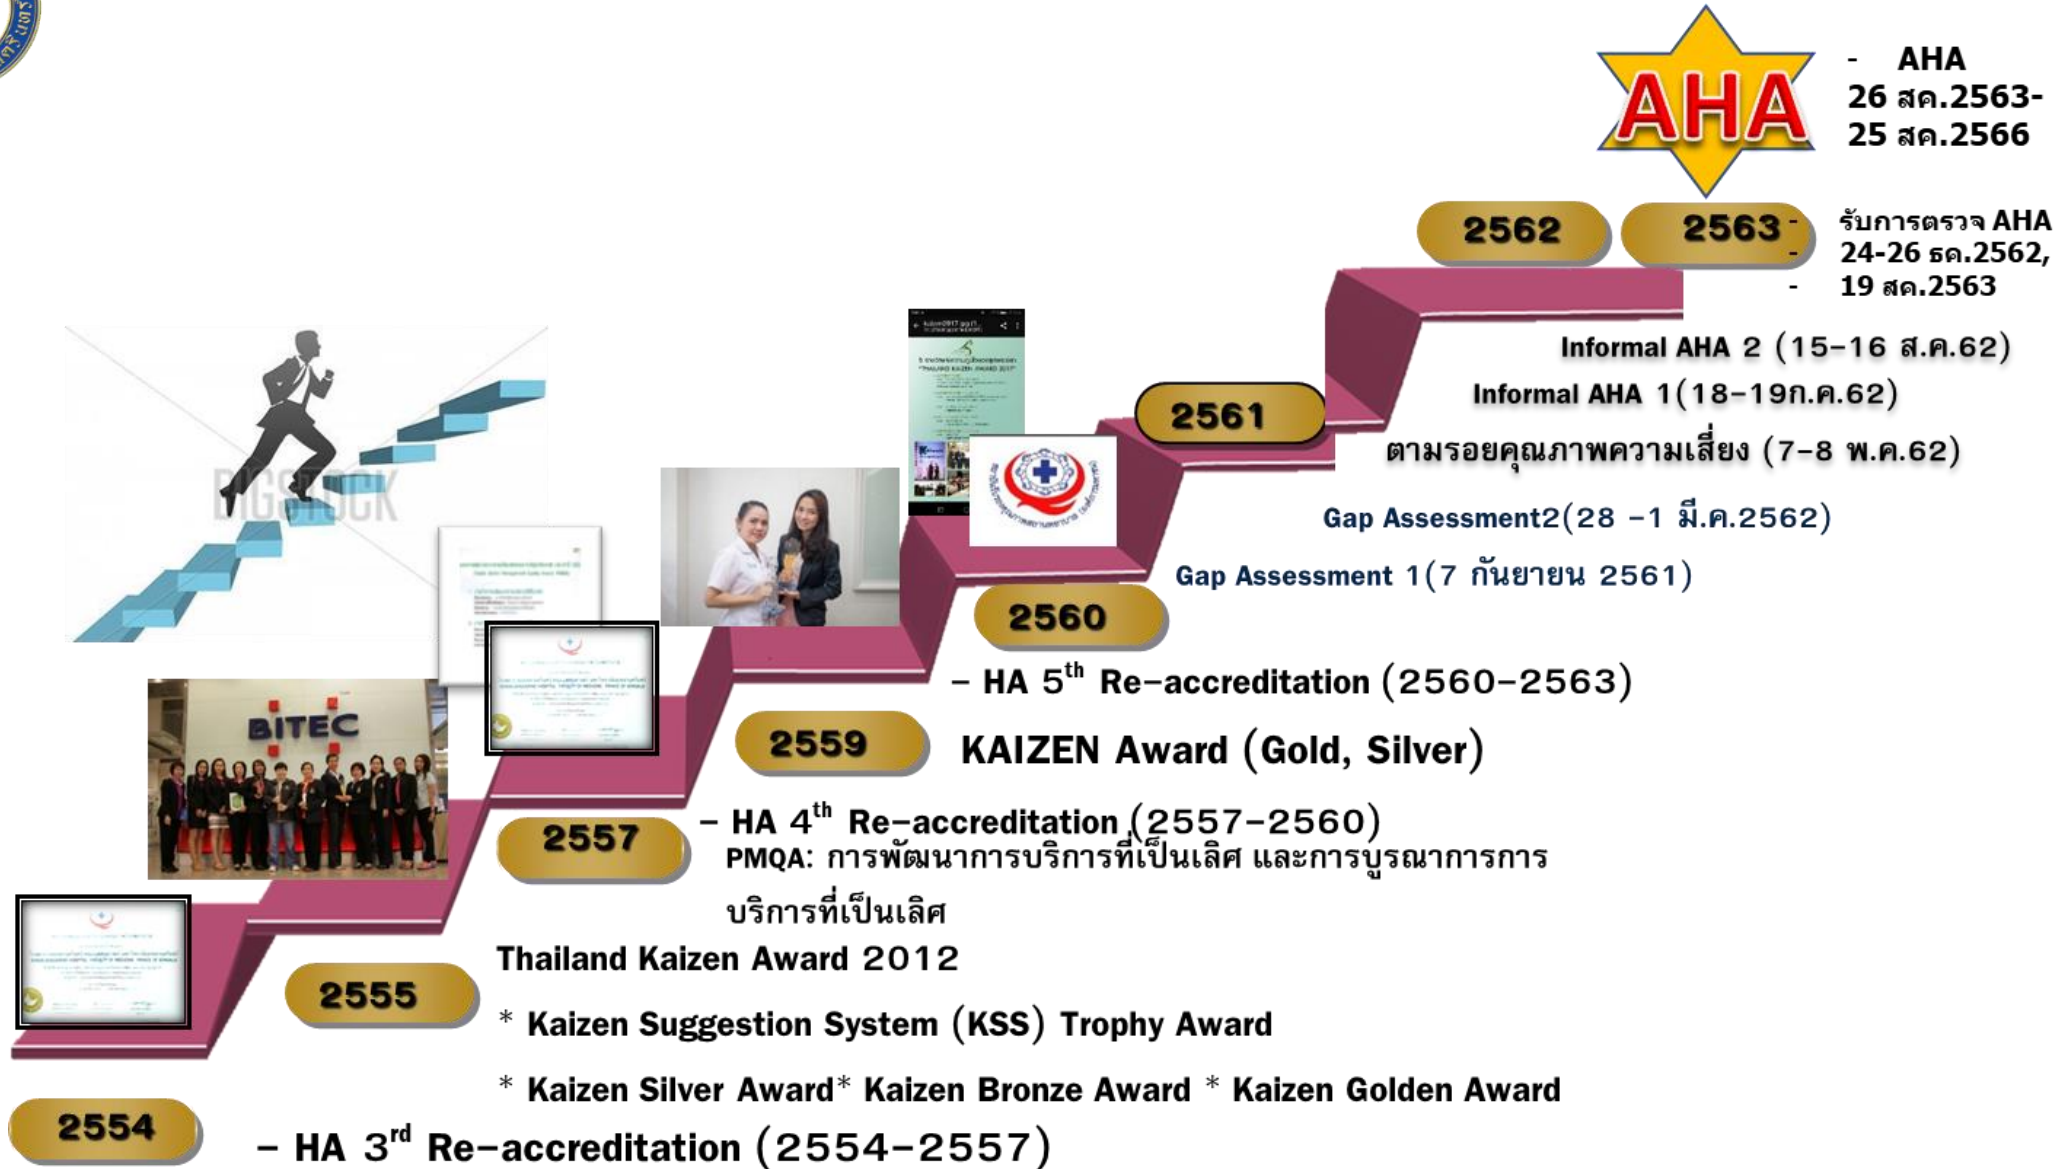 AHA
- AHA
26 สค.2563-
25 สค.2566
2562
2563
- รับการตรวจ AHA
- 24-26 ธค.2562,
- 19 สค.2563
Informal AHA 2 (15-16 ส.ค.62)
Informal AHA 1(18-19ก.ค.62)
2561
ตามรอยคุณภาพความเสี่ยง (7-8 พ.ค.62)
Gap Assessment2(28 -1 มี.ค.2562)
Gap Assessment 1(7 กันยายน 2561)
BIGSTOCK
"THAILAND KAIZEN AWARD 2017"
2560
- HA 5th Re-accreditation (2560-2563)
BITEC
2559
KAIZEN Award (Gold, Silver)
- HA 4th Re-accreditation (2557-2560)
2557
PMQA: การพัฒนาการบริการที่เป็นเลิศ และการบูรณาการการ
บริการที่เป็นเลิศ
Thailand Kaizen Award 2012
2555
* Kaizen Suggestion System (KSS) Trophy Award
* Kaizen Silver Award* Kaizen Bronze Award * Kaizen Golden Award
2554
- HA 3rd Re-accreditation (2554-2557)